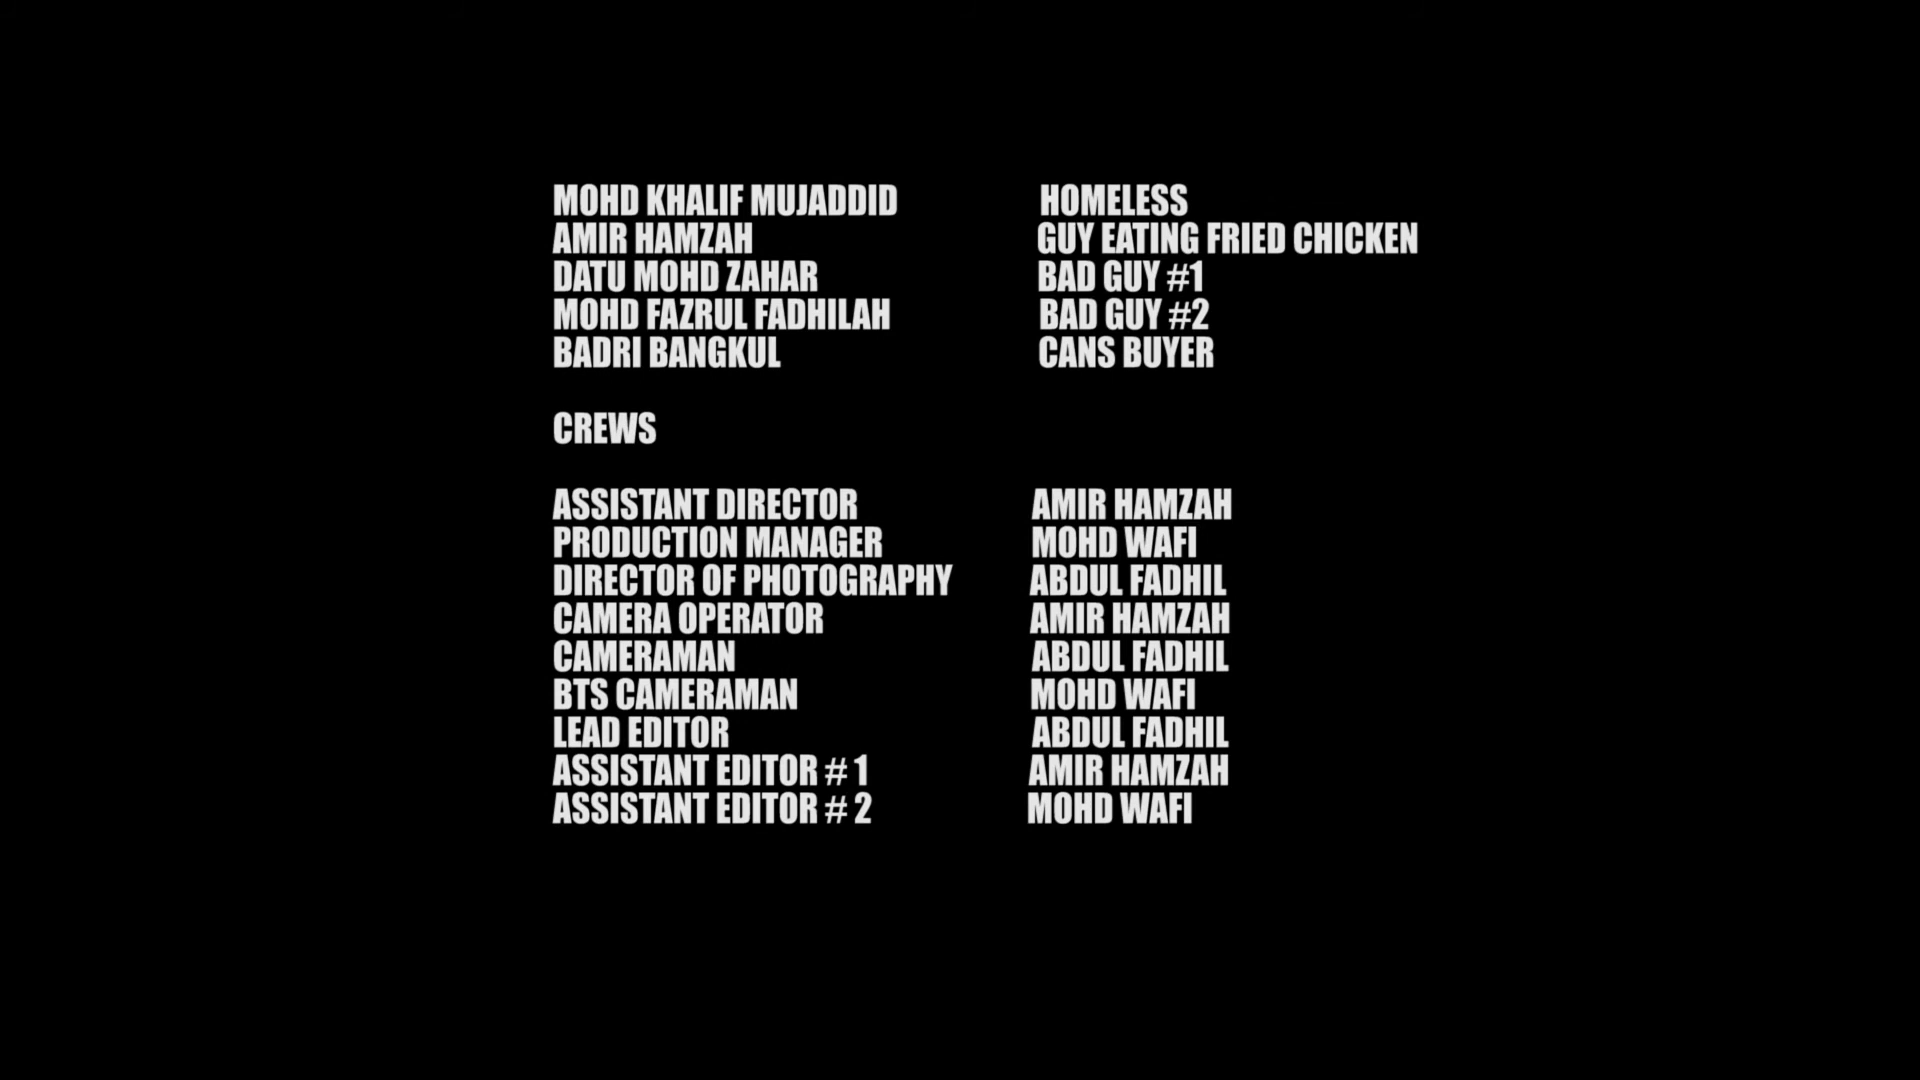 MOHD KHALIF MUJADDID HOMELESS
AMIR HAMZAH GUY EATING FRIED CHICKEN
DATU MOHD ZAHAR BAD GUY #1
MOHD FAZRUL FADHILAH BAD GUY #2
BADRI BANGKUL CANS BUYER
CREWS
ASSISTANT DIRECTOR AMIR HAMZAH
PRODUCTION MANAGER MOHD WAFI
DIRECTOR OF PHOTOGRAPHY ABDUL FADHIL
CAMERA OPERATOR AMIR HAMZAH
CAMERAMAN ABDUL FADHIL
BTS CAMERAMAN MOHD WAFI
LEAD EDITOR ABDUL FADHIL
ASSISTANT EDITOR # 1 AMIR HAMZAH
ASSISTANT EDITOR # 2 MOHD WAFI